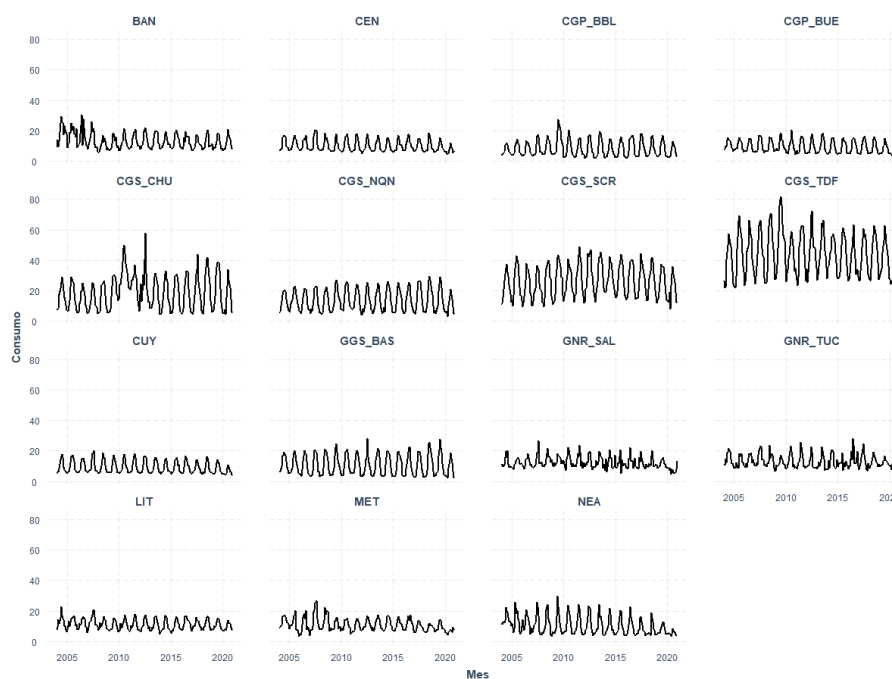 BAN CEN CGP_BBL CGP_BUE
80
60
40
20
0
CGS_CHU CGS_NQN CGS_SCR CGS_TDF
80
60
40
20
0
CUY GGS_BAS GNR_SAL GNR_TUC
80
60
40
20
0
2005 2010 2015
LIT MET NEA
80
60
40
20
0
2005 2010 2015 2020 2005 2010 2015 2020 2005 2010 2015 2020
Consumo
Mes